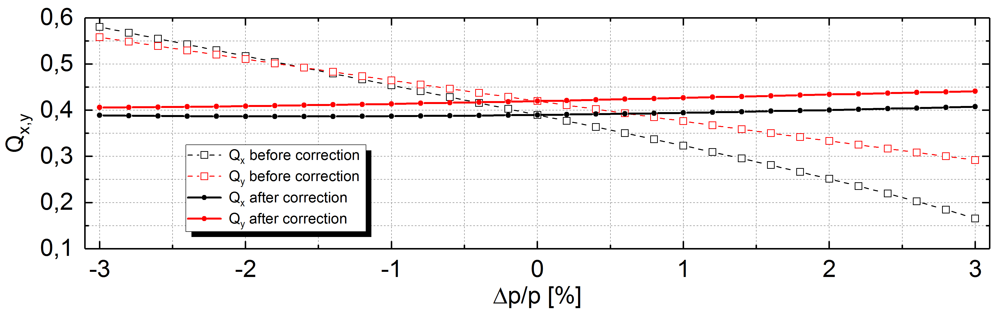 0,6
0,5
0,4
0,3
0,2
0,1
Qx,y
Qx before correction
Qy before correction
Qx after correction
Qy after correction
-3 -2 -1 0 1 2 3
Δp/p [%]